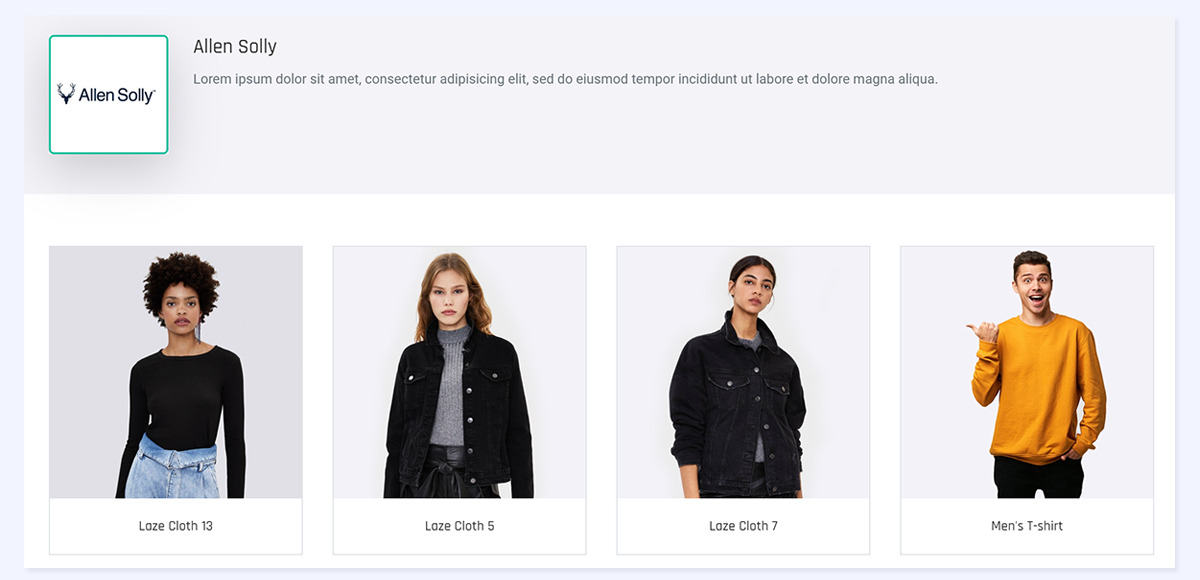 Allen Solly
Allen Solly
Lorem ipsum dolor sit amet, consectetur adipisicing elit, sed do eiusmod tempor incididunt ut labore et dolore magna aliqua.
Laze Cloth 13
Laze Cloth 5
Laze Cloth 7
Men's T-shirt